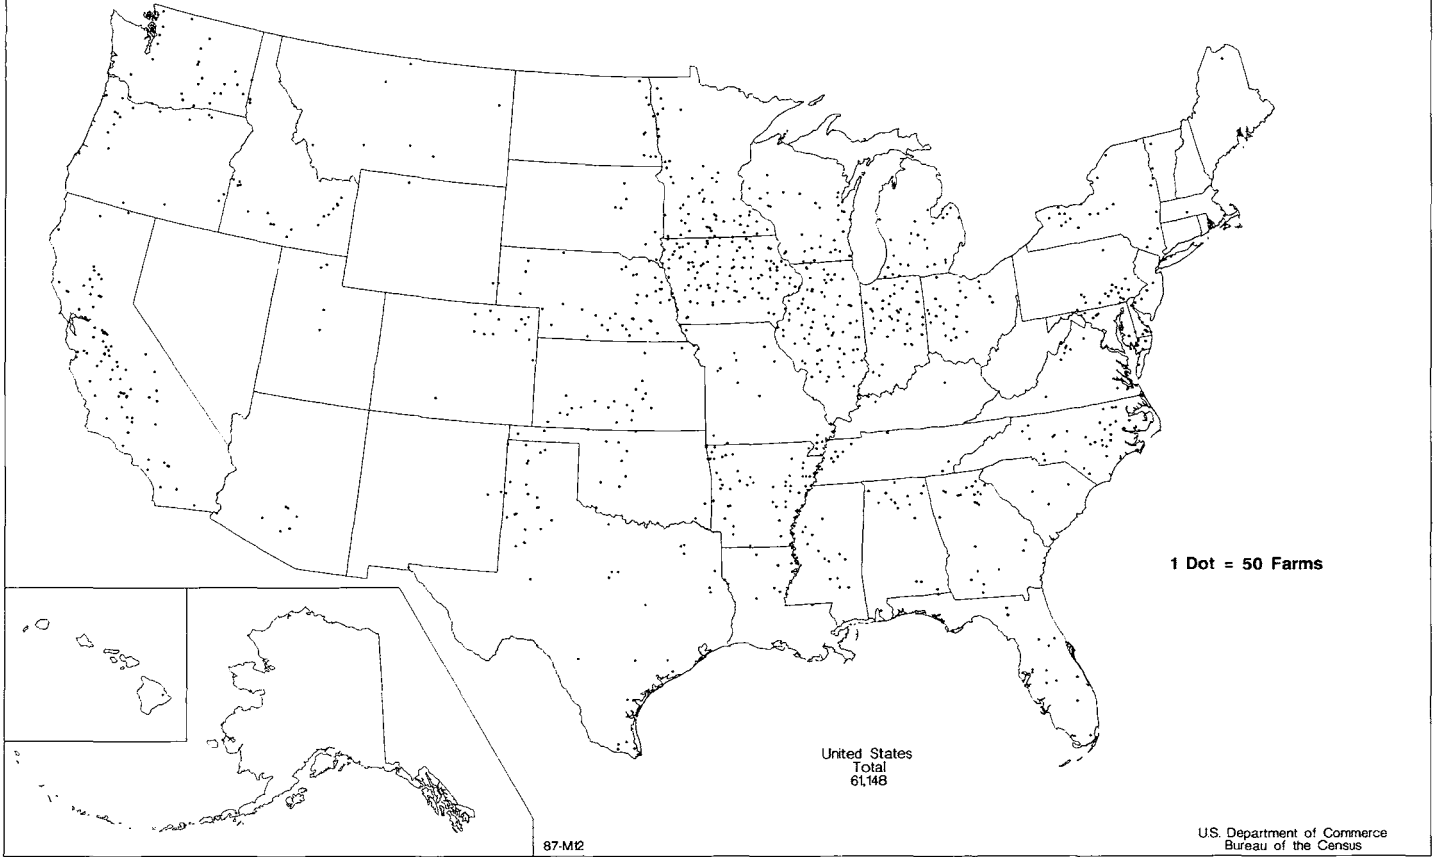 1 Dot = 50 Farms
United States
Total
61,148
87-M12
U.S. Department of Commerce
Bureau of the Census